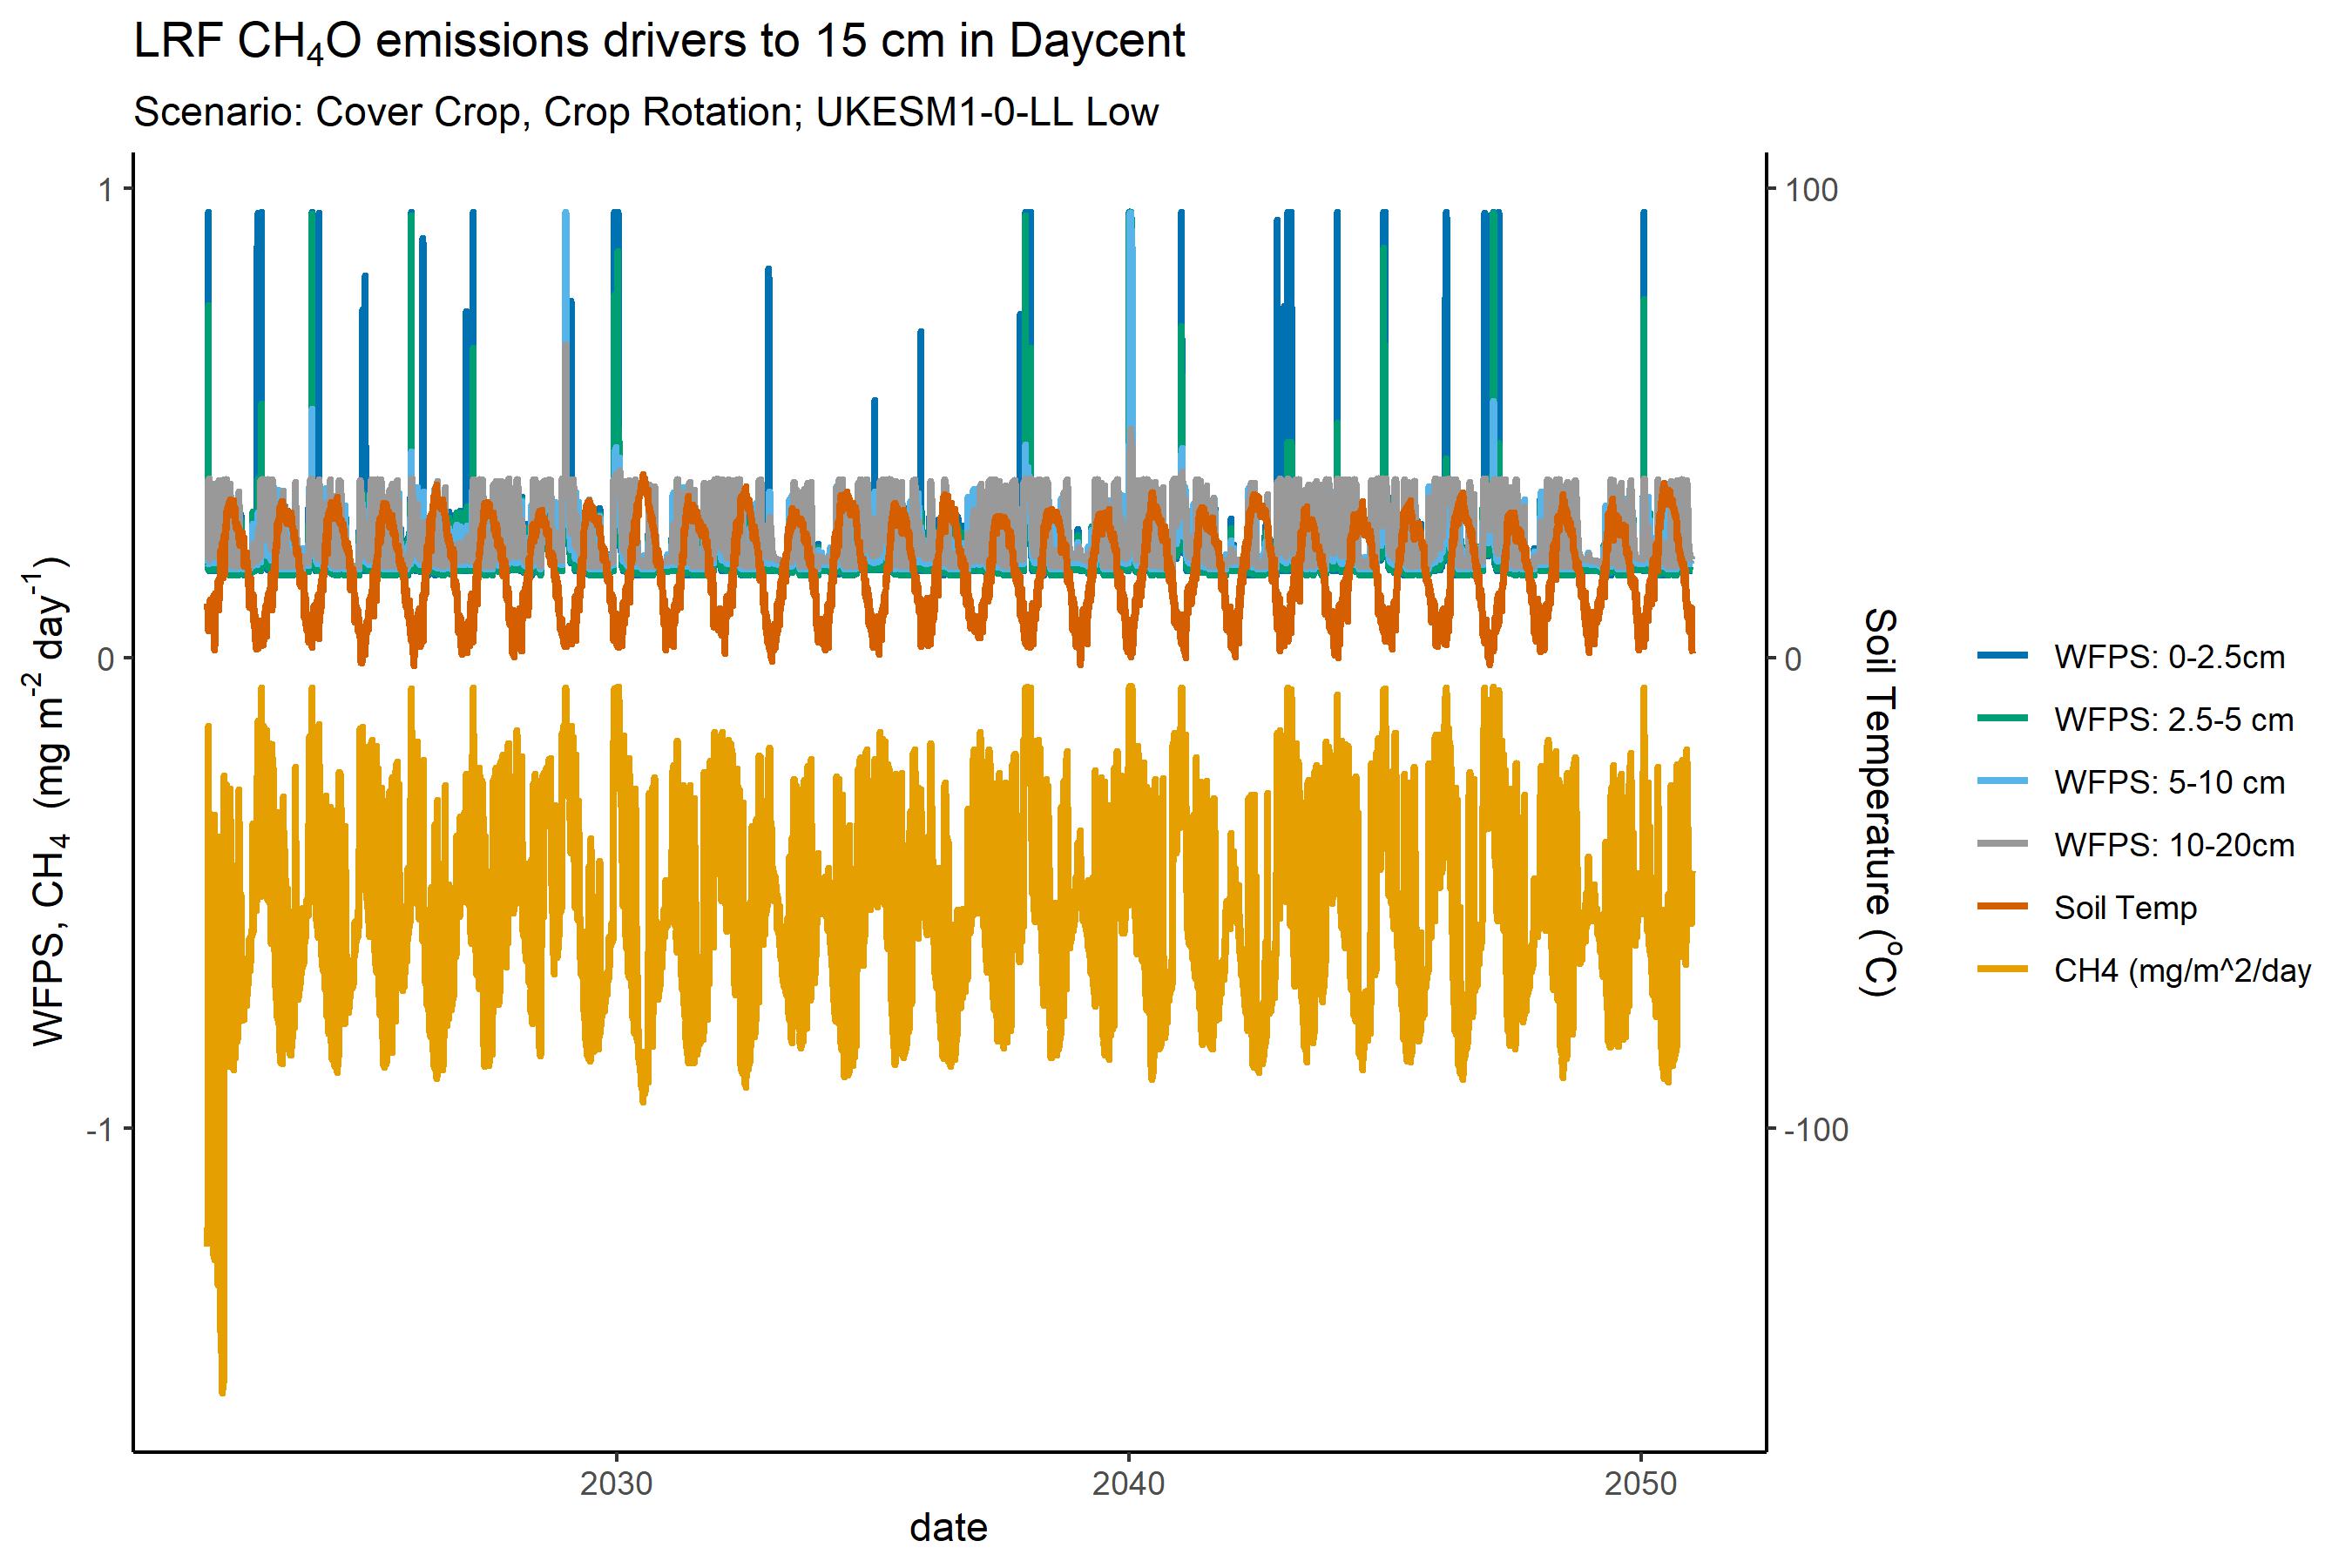 LRF CH₄O emissions drivers to 15 cm in Daycent
Scenario: Cover Crop, Crop Rotation; UKESM1-0-LL Low
WFPS, CH₄ (mg m⁻² day⁻¹)
1
0
-1
100
0
-100
Soil Temperature (ºC)
2030
2040
2050
date
WFPS: 0-2.5cm
WFPS: 2.5-5 cm
WFPS: 5-10 cm
WFPS: 10-20cm
Soil Temp
CH4 (mg/m^2/day